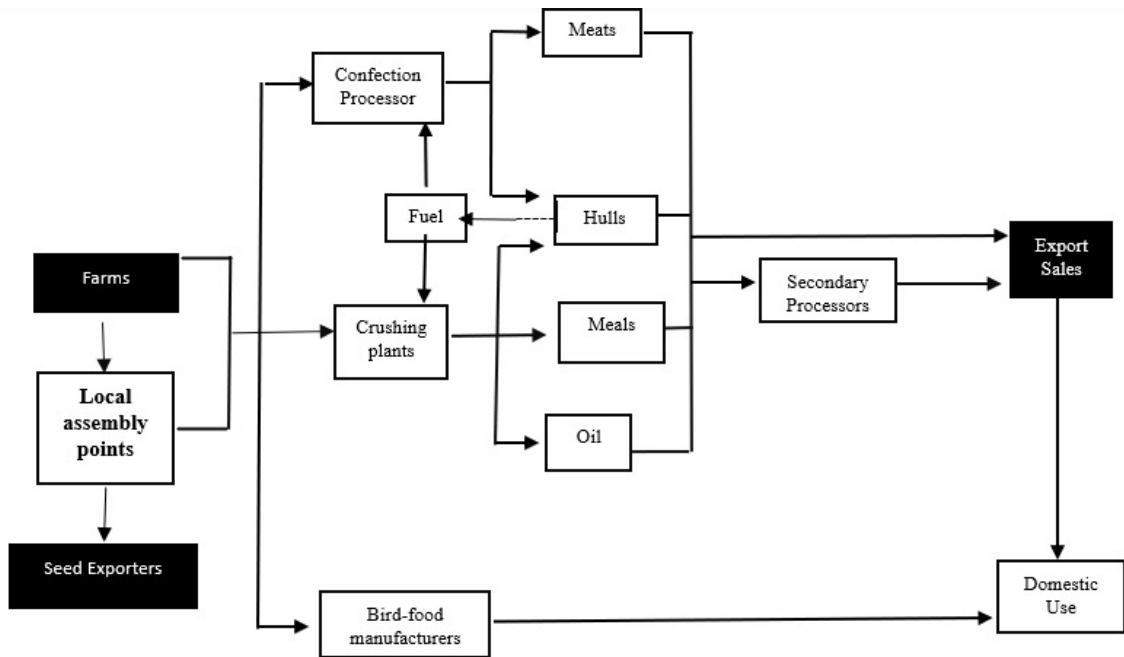 Meats
Confection
Processor
Fuel
Hulls
Export
Sales
Farms
Secondary
Processors
Crushing
plants
Meals
Local
assembly
points
Oil
Seed Exporters
Domestic
Use
Bird-food
manufacturers